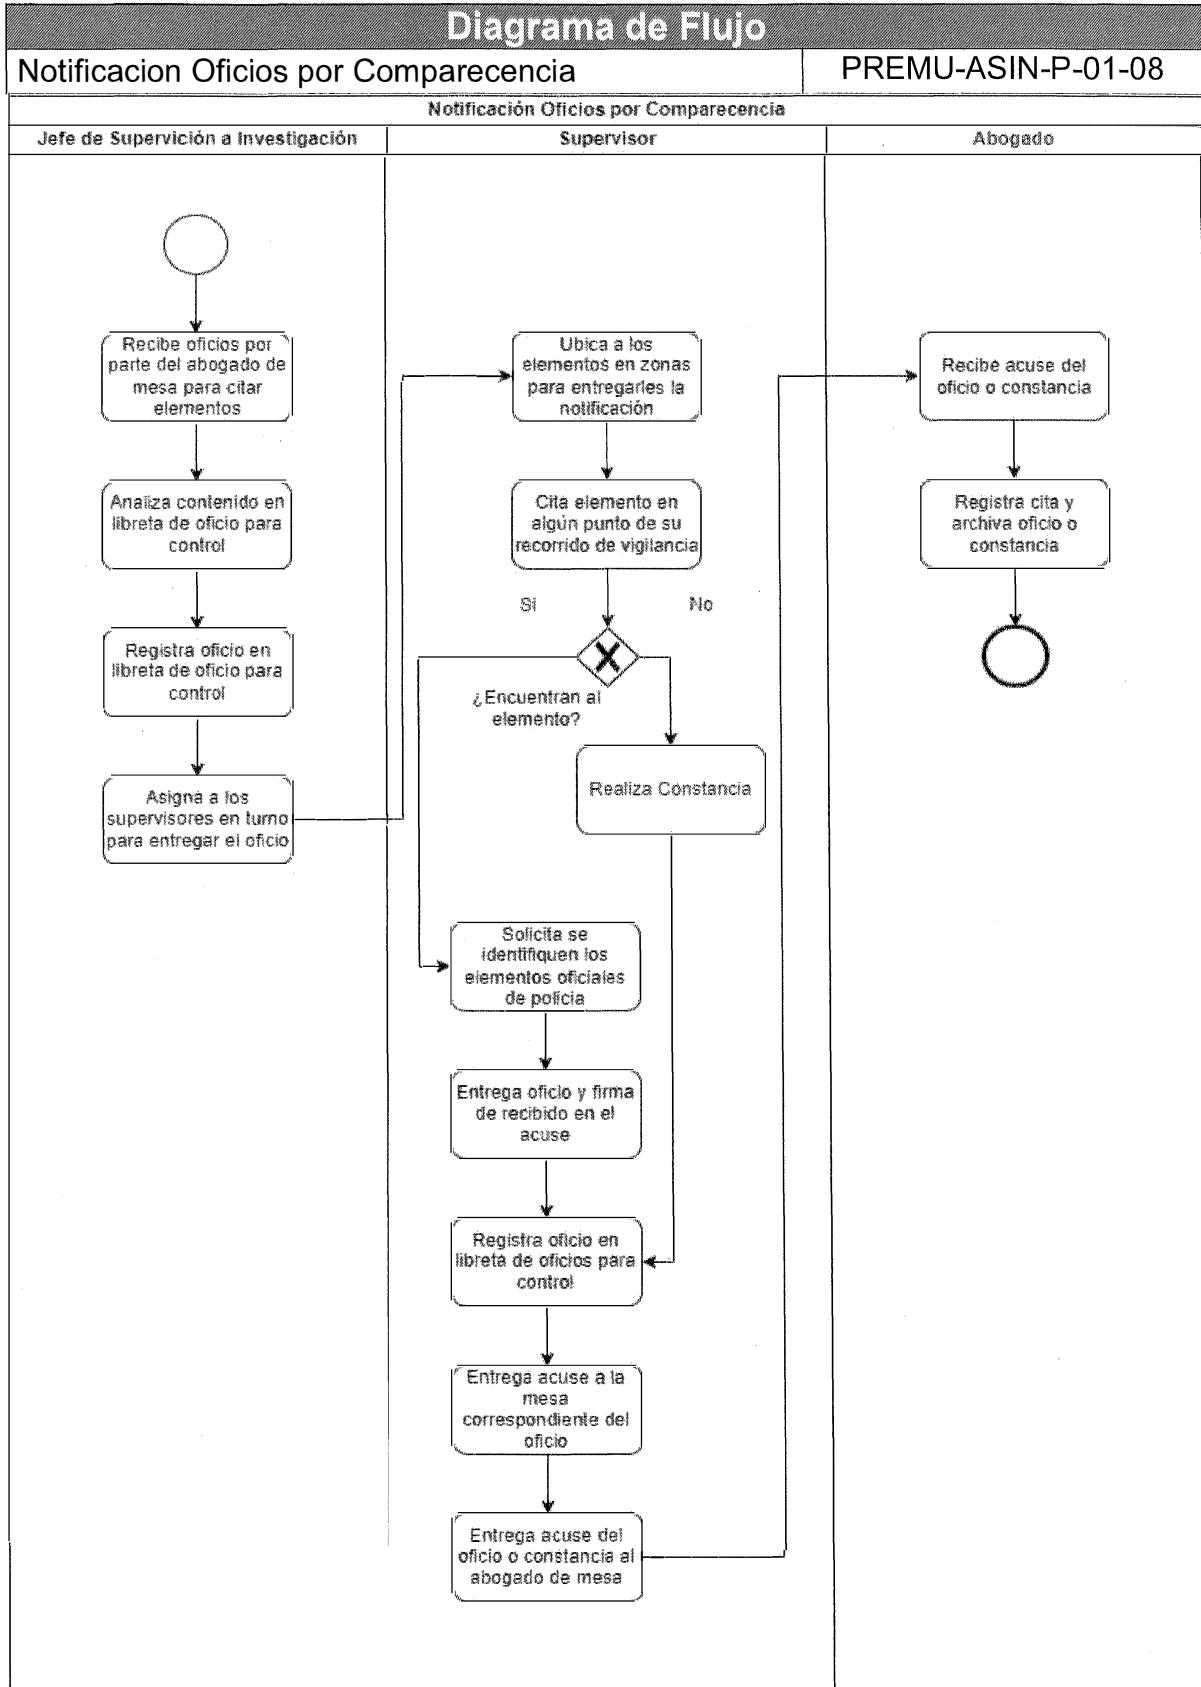 Diagrama de Flujo
Notificacion Oficios por Comparecencia
PREMU-ASIN-P-01-08
Notificación Oficios por Comparecencia
Jefe de Supervición a Investigación
Supervisor
Abogado
Recibe oficios por
parte del abogado de
mesa para citar
elementos
Analiza contenido en
libreta de oficio para
control
Registra oficio en
libreta de oficio para
control
Asigna a los
supervisores en turno
para entregar el oficio
Ubica a los
elementos en zonas
para entregarles la
notificación
Cita elemento en
algún punto de su
recorrido de vigilancia
Si
No
¿Encuentran al
elemento?
Realiza Constancia
Solicita se
identifiquen los
elementos oficiales
de policia
Entrega oficio y firma
de recibido en el
acuse
Registra oficio en
libreta de oficios para
control
Entrega acuse a la
mesa
correspondiente del
oficio
Entrega acuse del
oficio o constancia al
abogado de mesa
Recibe acuse del
oficio o constancia
Registra cita y
archiva oficio o
constancia